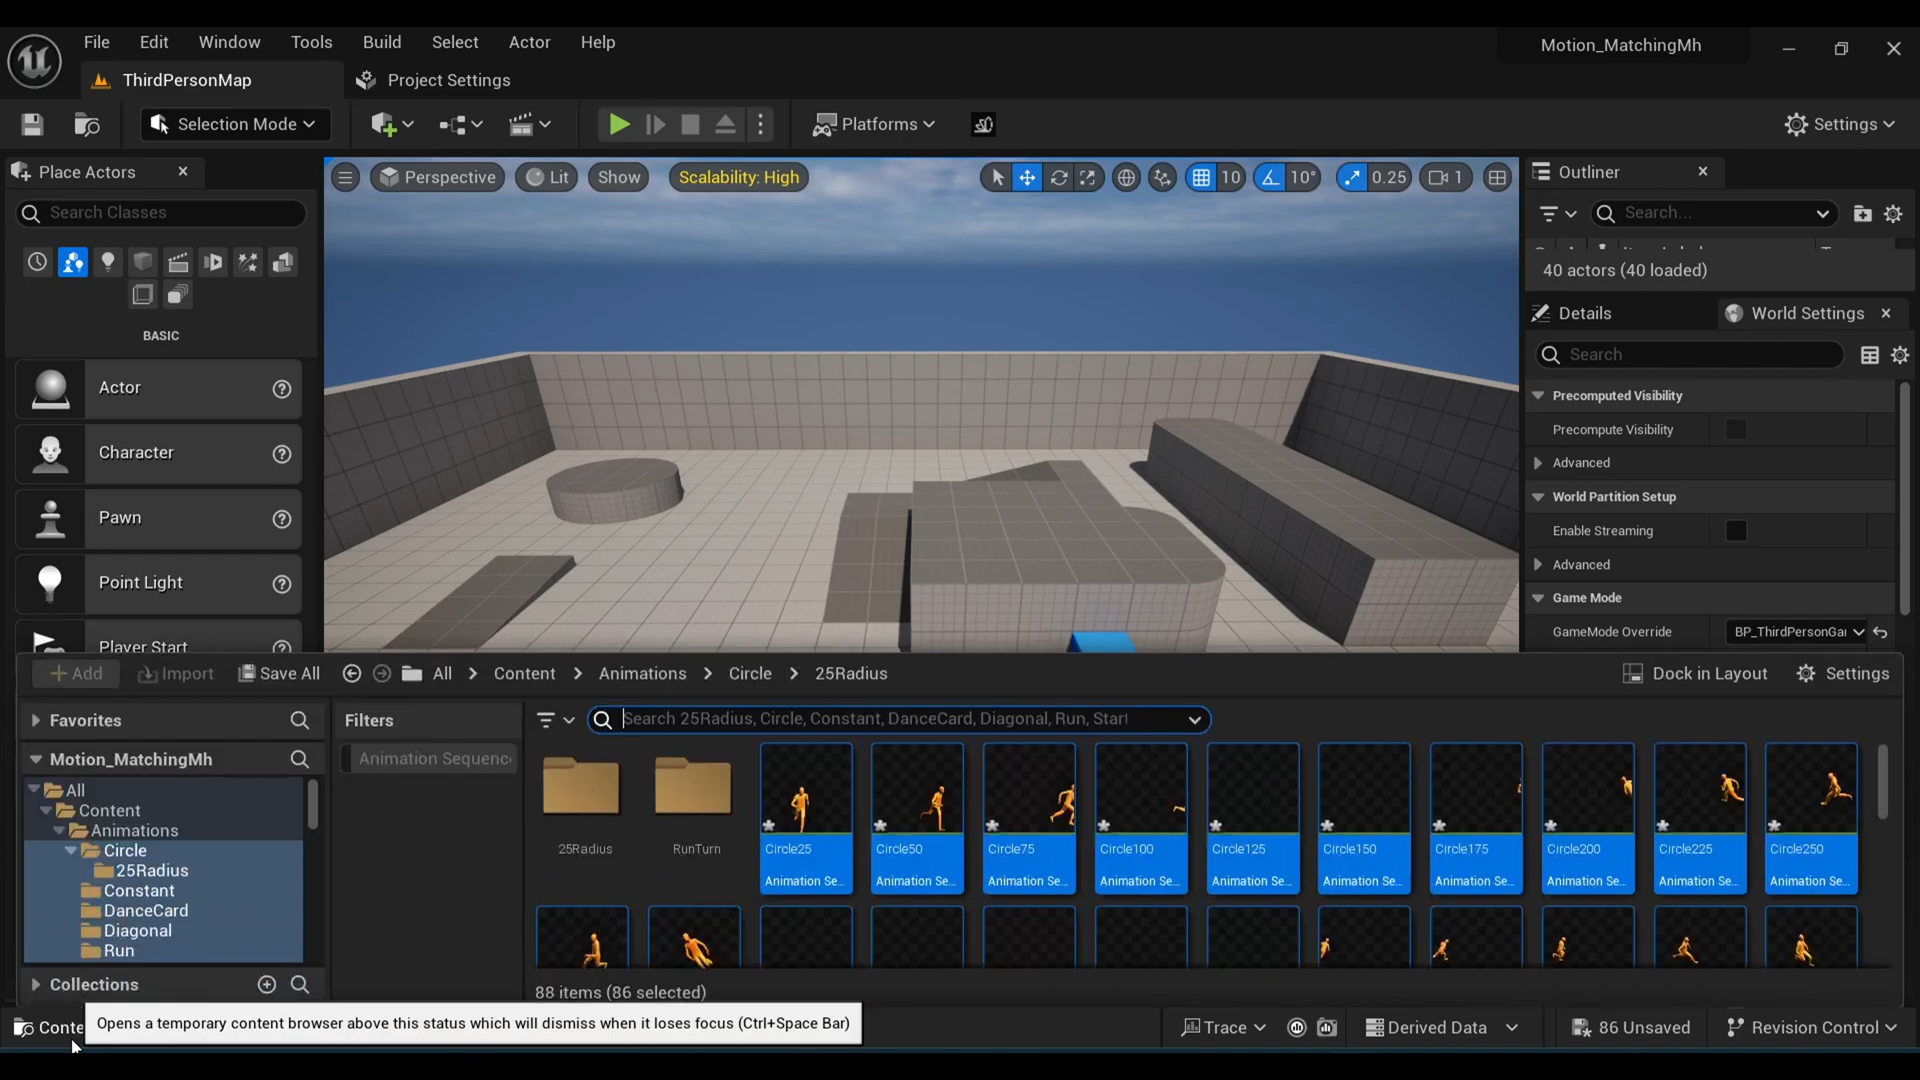 File Edit Window Tools Build Select Actor Help
Motion_MatchingMh
ThirdPersonMap
Project Settings
Selection Mode
Platforms
Settings
Place Actors
Search Classes
BASIC
Actor
Character
Pawn
Point Light
Player Start
Perspective
Lit
Show
Scalability: High
10
10°
0.25
1
Outliner
Search...
40 actors (40 loaded)
Details
World Settings
Search
Precomputed Visibility
Precompute Visibility
Advanced
World Partition Setup
Enable Streaming
Advanced
Game Mode
GameMode Override
BP_ThirdPersonGa
Add
Import
Save All
All
Content
Animations
Circle
25Radius
Dock in Layout
Settings
Favorites
Motion_MatchingMh
All
Content
Animations
Circle
25Radius
Constant
DanceCard
Diagonal
Run
Collections
Filters
Animation Sequenc
Search 25Radius, Circle, Constant, DanceCard, Diagonal, Run, Start
25Radius
RunTurn
Circle25
Circle50
Circle75
Circle100
Circle125
Circle150
Circle175
Circle200
Circle225
Circle250
Animation Se... Animation Se... Animation Se... Animation Se... Animation Se... Animation Se... Animation Se... Animation Se... Animation Se... Animation Se...
88 items (86 selected)
Conte
Opens a temporary content browser above this status which will dismiss when it loses focus (Ctrl+Space Bar)
Trace
Derived Data
86 Unsaved
Revision Control